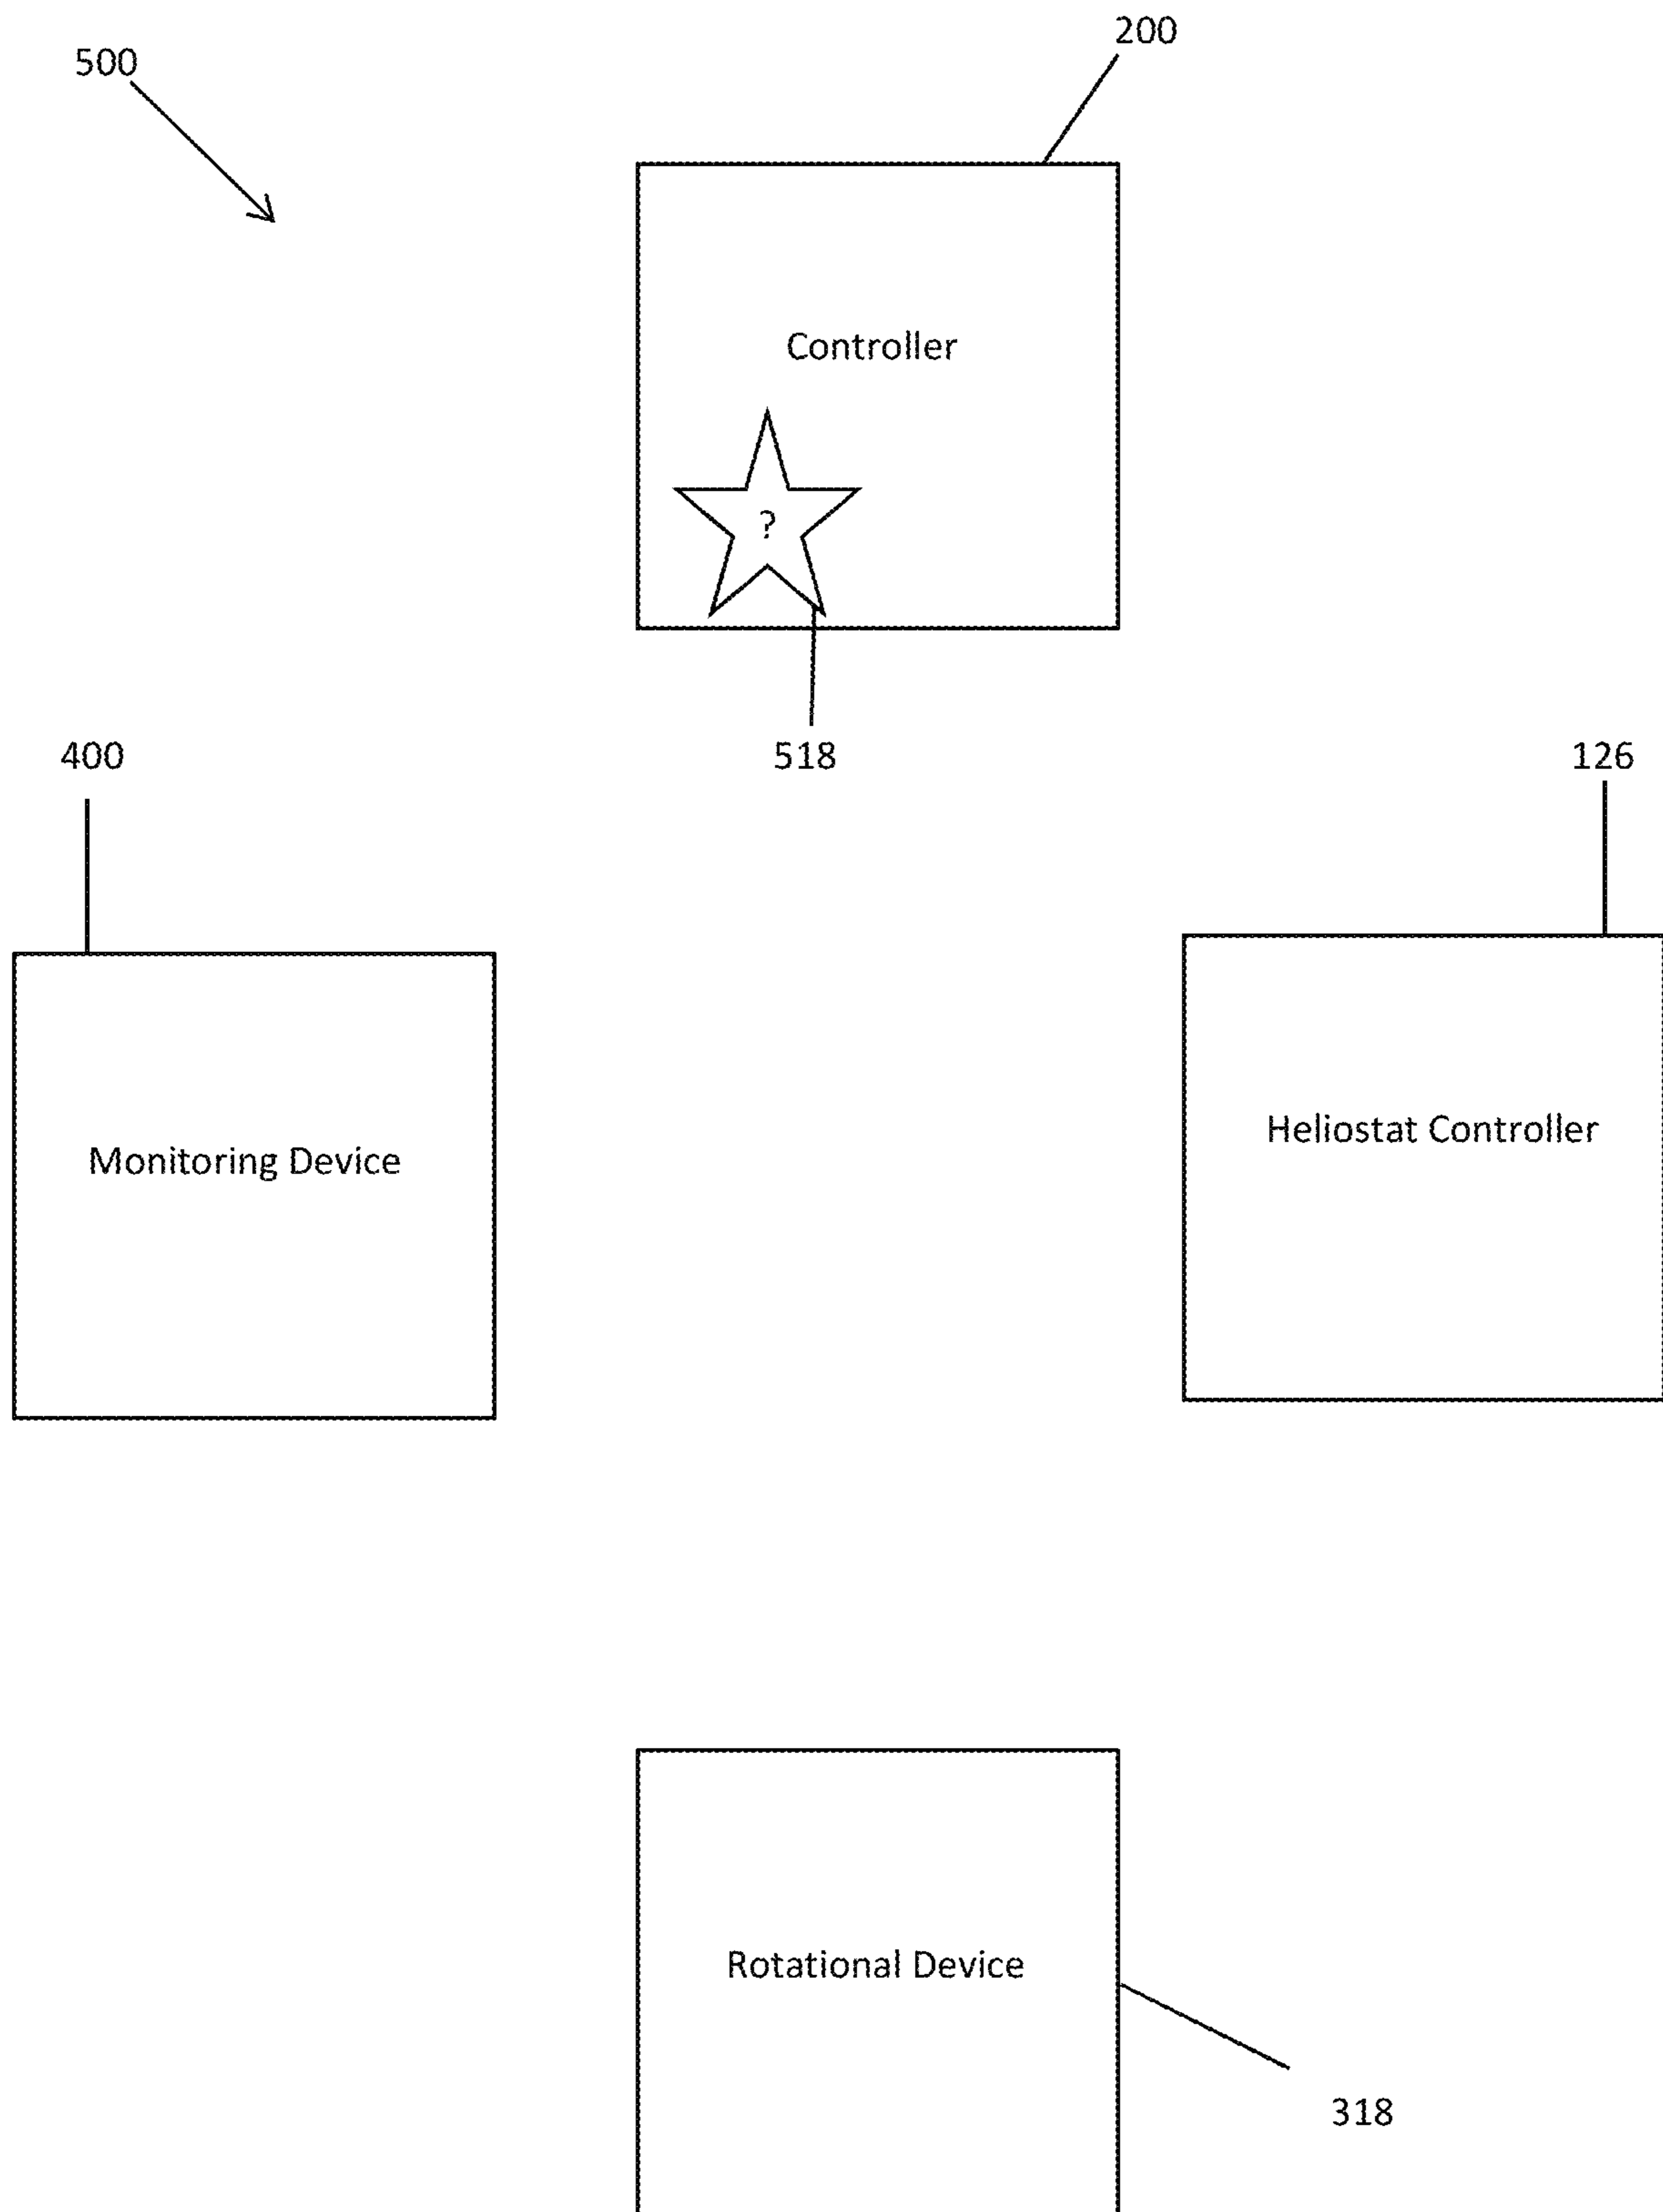 200
500
Controller
?
518
400
126
Heliostat Controller
Monitoring Device
Rotational Device
318